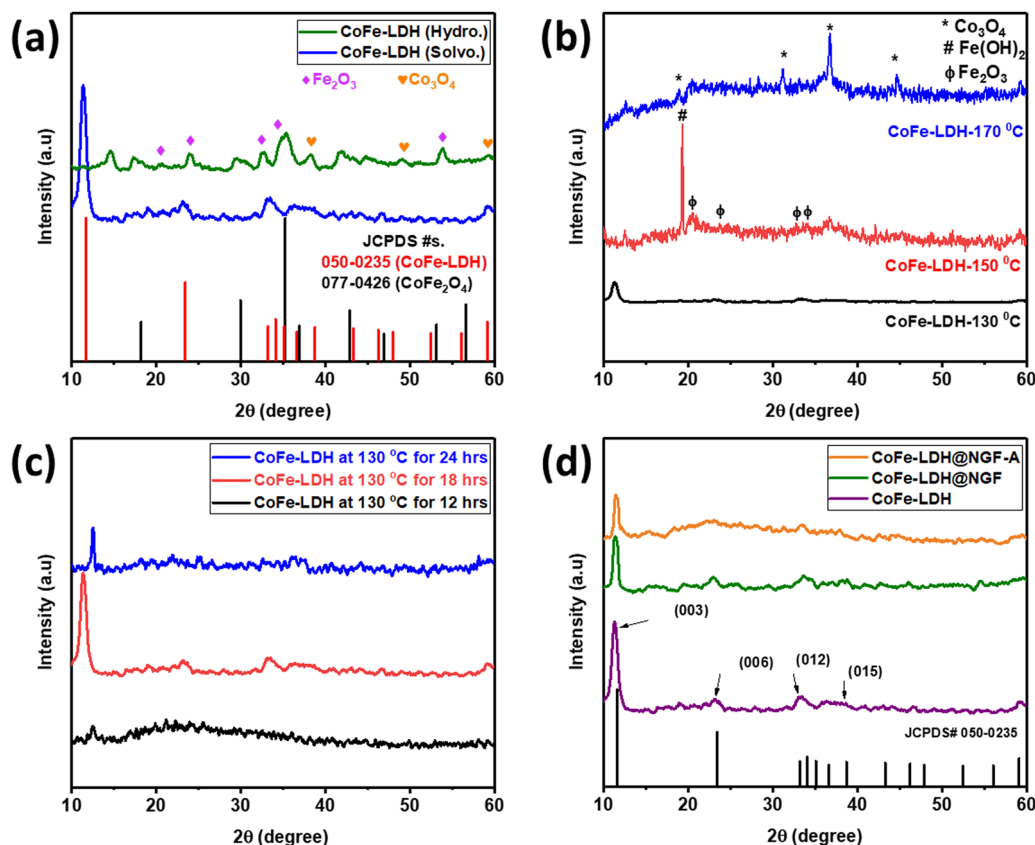 (a)
CoFe-LDH (Hydro.)
CoFe-LDH (Solvo.)
♦ Fe₂O₃ ♥ Co₃O₄
JCPDS #s.
050-0235 (CoFe-LDH)
077-0426 (CoFe₂O₄)
Intensity (a.u)
10 20 30 40 50 60
2θ (degree)
(b)
* Co₃O₄
# Fe(OH)₂
ϕ Fe₂O₃
* * * *
CoFe-LDH-170 ⁰C
#
ϕ ϕ ϕ ϕ
CoFe-LDH-150 ⁰C
CoFe-LDH-130 ⁰C
Intensity (a.u)
10 20 30 40 50 60
2θ (degree)
(c)
CoFe-LDH at 130 ⁰C for 24 hrs
CoFe-LDH at 130 ⁰C for 18 hrs
CoFe-LDH at 130 ⁰C for 12 hrs
Intensity (a.u)
10 20 30 40 50 60
2θ (degree)
(d)
CoFe-LDH@NGF-A
CoFe-LDH@NGF
CoFe-LDH
(003)
(006) (012) (015)
JCPDS# 050-0235
Intensity (a.u)
10 20 30 40 50 60
2θ (degree)